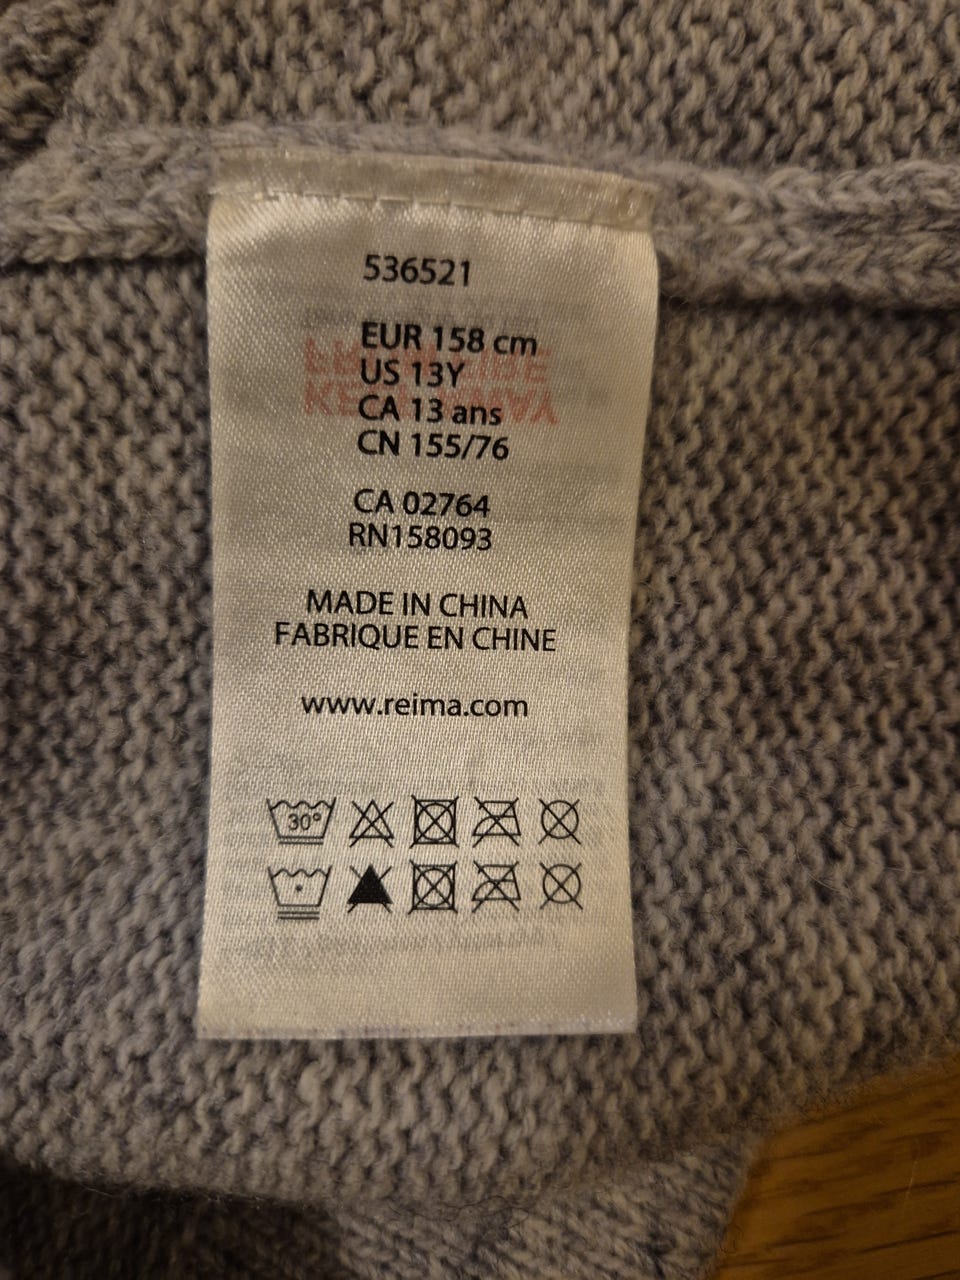 536521
EUR 158 cm
US 13Y
CA 13 ans
CN 155/76
CA 02764
RN158093
MADE IN CHINA
FABRIQUE EN CHINE
www.reima.com
30°